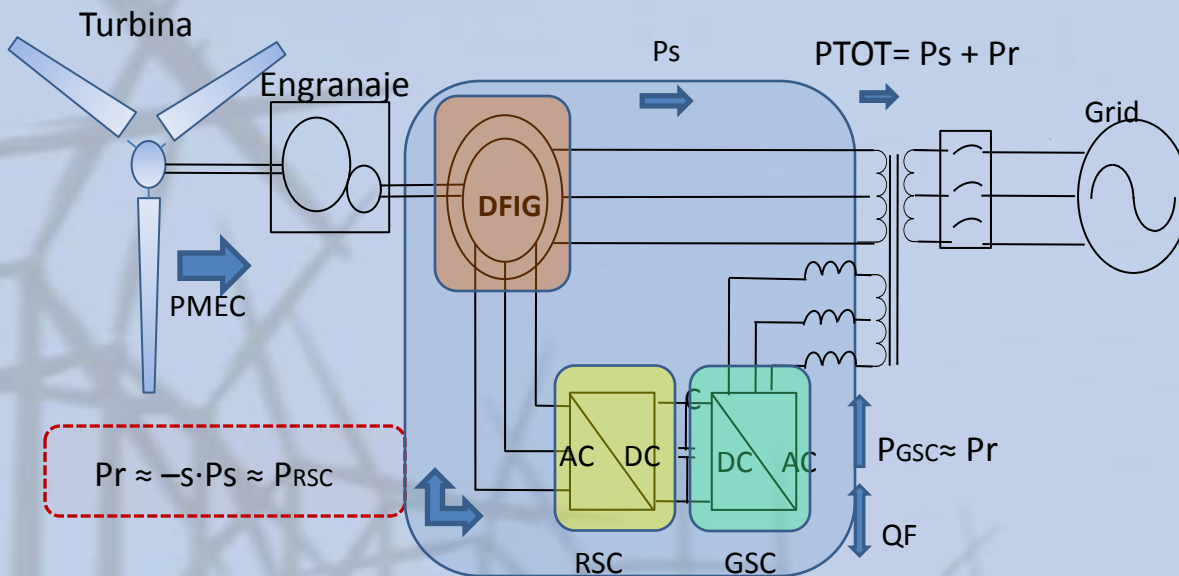 Turbina
Engranaje
Ps
PTOT= Ps + Pr
Grid
DFIG
PMEC
Pr ≈ –s·Ps ≈ PRSC
AC
DC
C
DC
AC
PGSC≈ Pr
QF
RSC
GSC